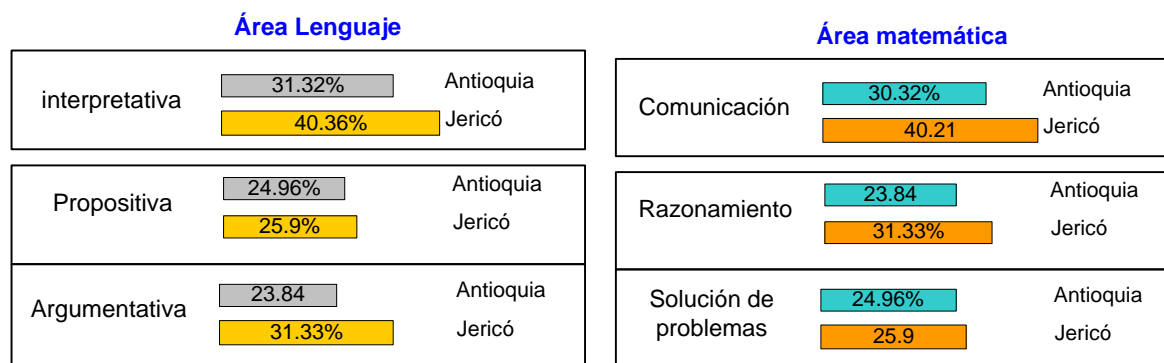 Área Lenguaje
interpretativa
31.32% Antioquia
40.36% Jericó
Propositiva
24.96% Antioquia
25.9% Jericó
Argumentativa
23.84 Antioquia
31.33% Jericó
Área matemática
Comunicación
30.32% Antioquia
40.21 Jericó
Razonamiento
23.84 Antioquia
31.33% Jericó
Solución de
problemas
24.96% Antioquia
25.9 Jericó